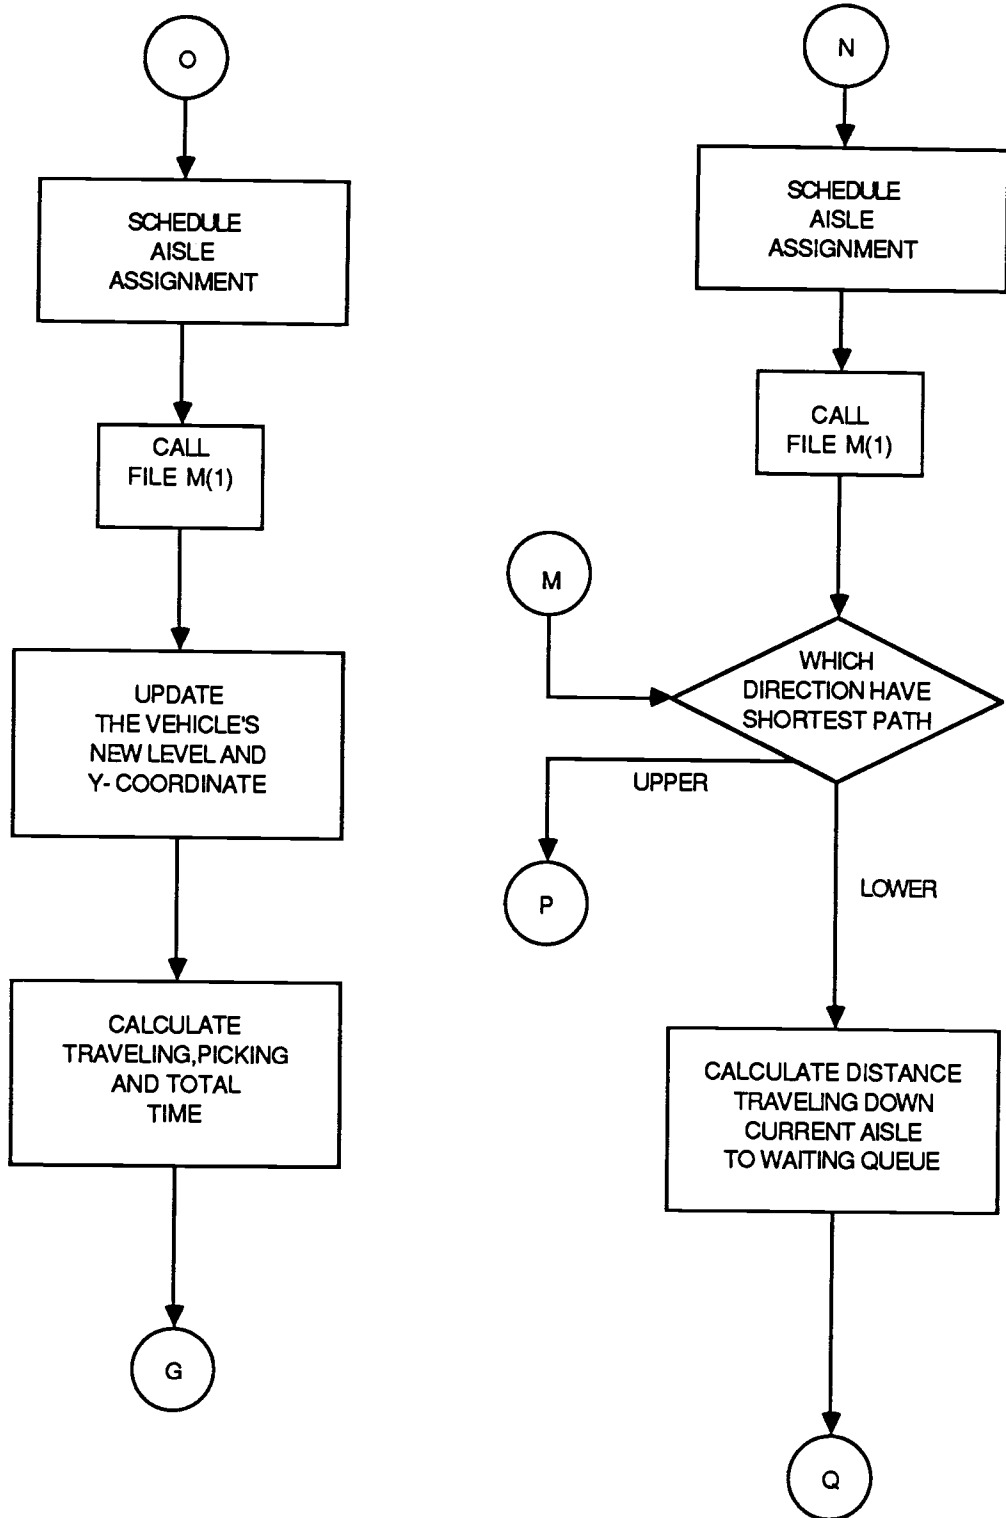 O
SCHEDULE
AISLE
ASSIGNMENT
CALL
FILE M(1)
UPDATE
THE VEHICLE'S
NEW LEVEL AND
Y- COORDINATE
CALCULATE
TRAVELING,PICKING
AND TOTAL
TIME
G
N
SCHEDULE
AISLE
ASSIGNMENT
CALL
FILE M(1)
M
WHICH
DIRECTION HAVE
SHORTEST PATH
UPPER
P
LOWER
CALCULATE DISTANCE
TRAVELING DOWN
CURRENT AISLE
TO WAITING QUEUE
Q